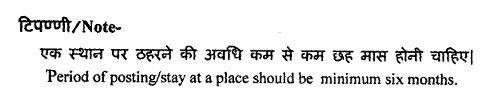 टिपण्णी/Note-
एक स्थान पर ठहरने की अवधि कम से कम छह मास होनी चाहिए|
Period of posting/stay at a place should be minimum six months.